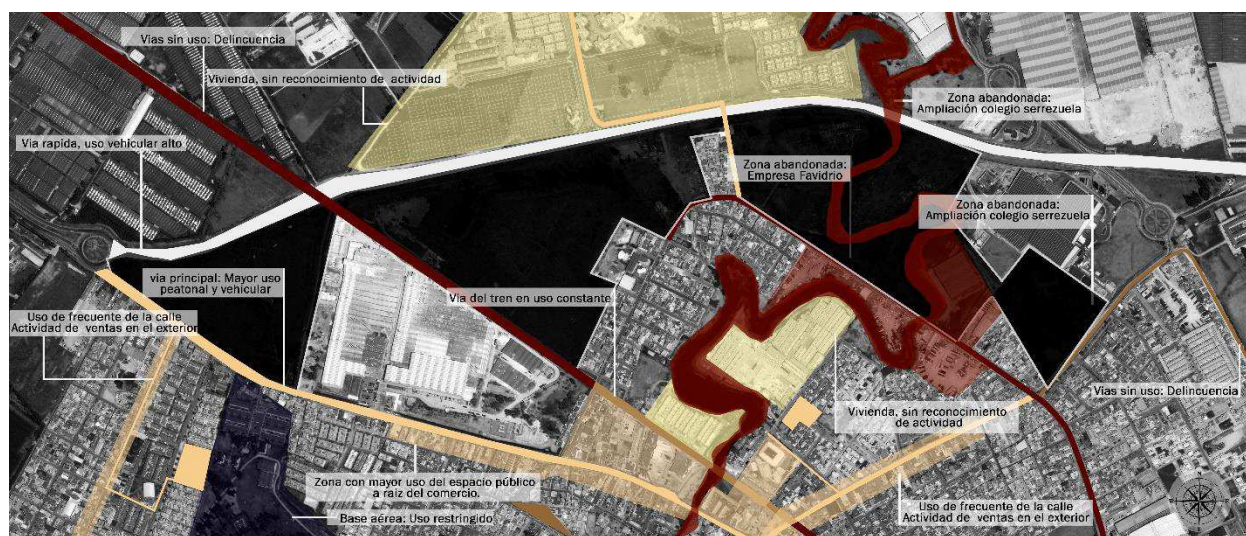 Vias sin uso: Delincuencia
Vivienda, sin reconocimiento de actividad
Via rapida, uso vehicular alto
Zona abandonada:
Ampliación colegio serrezuela
Zona abandonada:
Empresa Favidrio
Zona abandonada:
Ampliación colegio serrezuela
via principal: Mayor uso
peatonal y vehicular
Via del tren en uso constante
Uso de frecuente de la calle
Actividad de ventas en el exterior
Vias sin uso: Delincuencia
Vivienda, sin reconocimiento
de actividad
Zona con mayor uso del espacio público
a raiz del comercio.
Base aérea: Uso restringido
Uso de frecuente de la calle
Actividad de ventas en el exterior